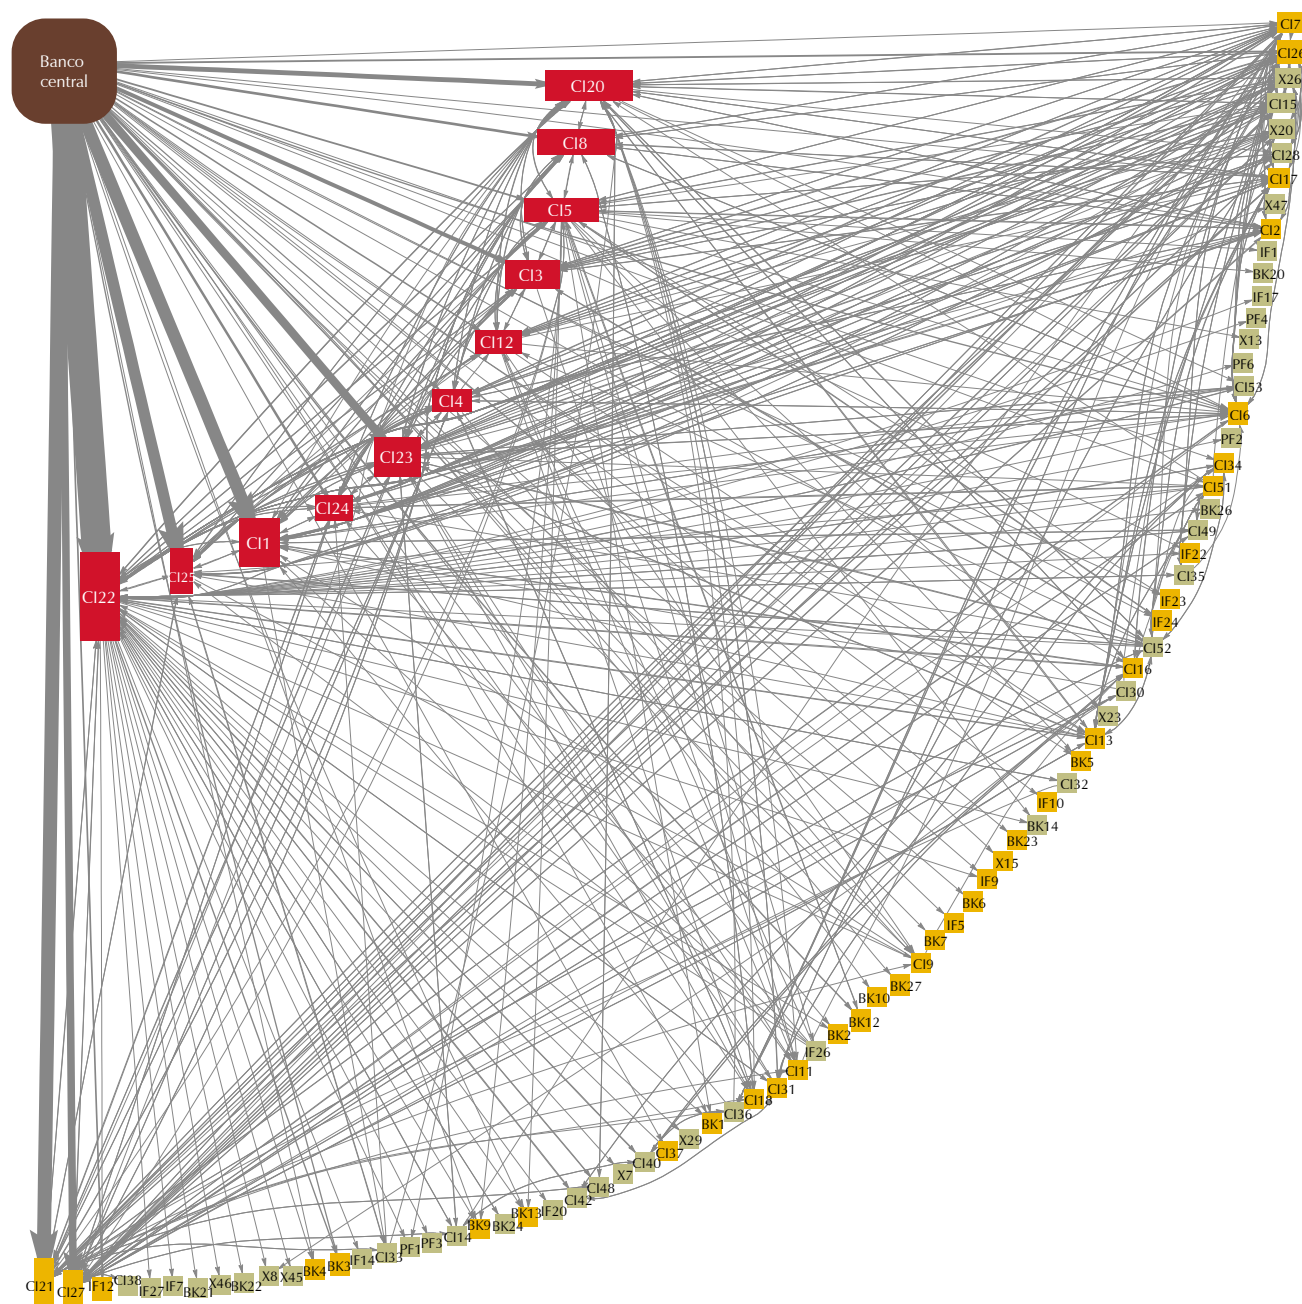 Banco
central
CI20
CI8
CI5
CI3
CI12
CI4
CI23
CI24
CI1
CI25
CI22
CI7
CI26
X26
CI15
X20
CI28
CI17
X47
CI2
IF1
BK20
IF17
PF4
X13
PF6
CI53
CI6
PF2
CI34
CI51
BK26
CI49
IF22
CI35
IF23
IF24
CI52
CI16
CI30
X23
CI13
BK5
CI32
IF10
BK14
BK23
X15
IF9
BK6
IF5
BK7
CI9
BK27
BK10
BK12
BK2
IF26
CI11
CI31
CI18
CI36
BK1
X29
CI37
CI40
X7
CI48
CI42
IF20
BK13
BK24
BK9
CI14
PF3
PF1
CI33
IF14
BK3
BK4
X45
X8
BK22
X46
BK21
IF7
IF27
CI38
IF12
CI27
CI21